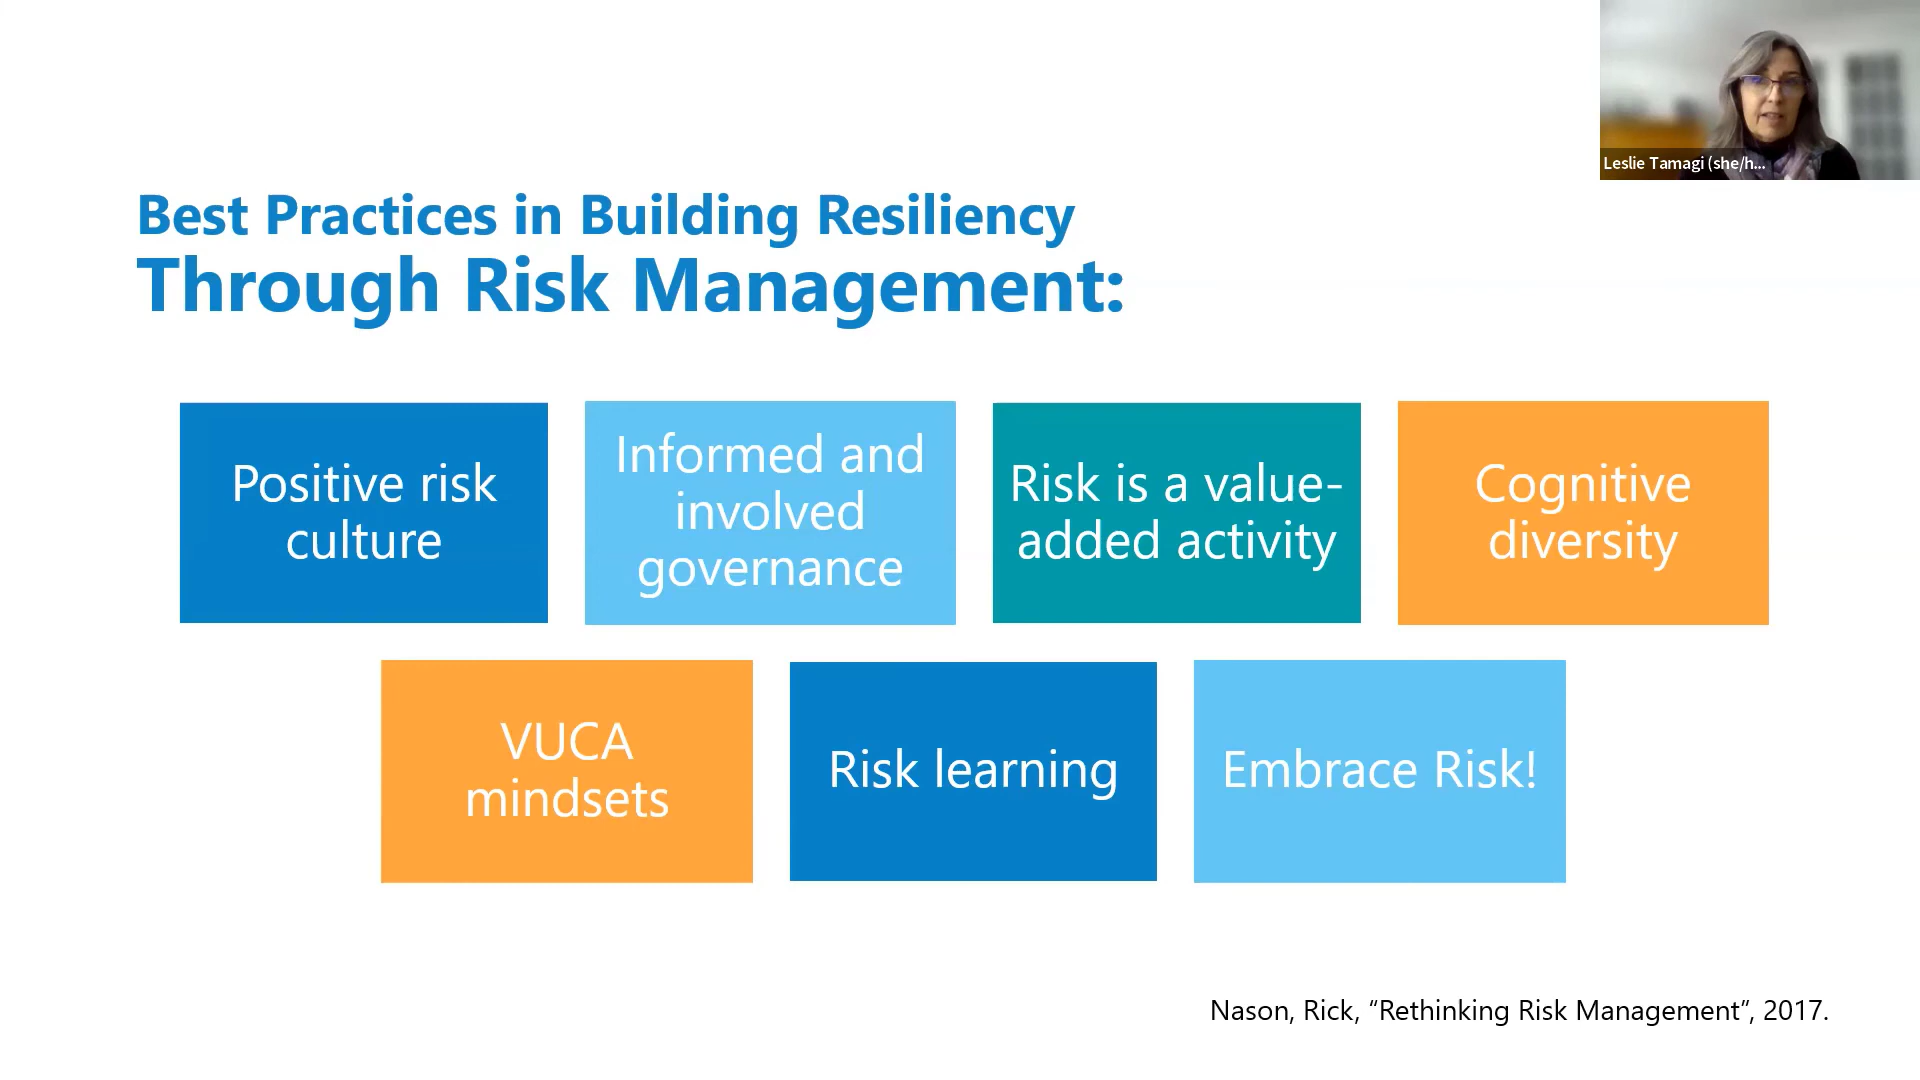 Leslie Tamagi (she/h...
Best Practices in Building Resiliency
Through Risk Management:
Positive risk
culture
Informed and
involved
governance
Risk is a value-
added activity
Cognitive
diversity
VUCA
mindsets
Risk learning
Embrace Risk!
Nason, Rick, “Rethinking Risk Management“, 2017.